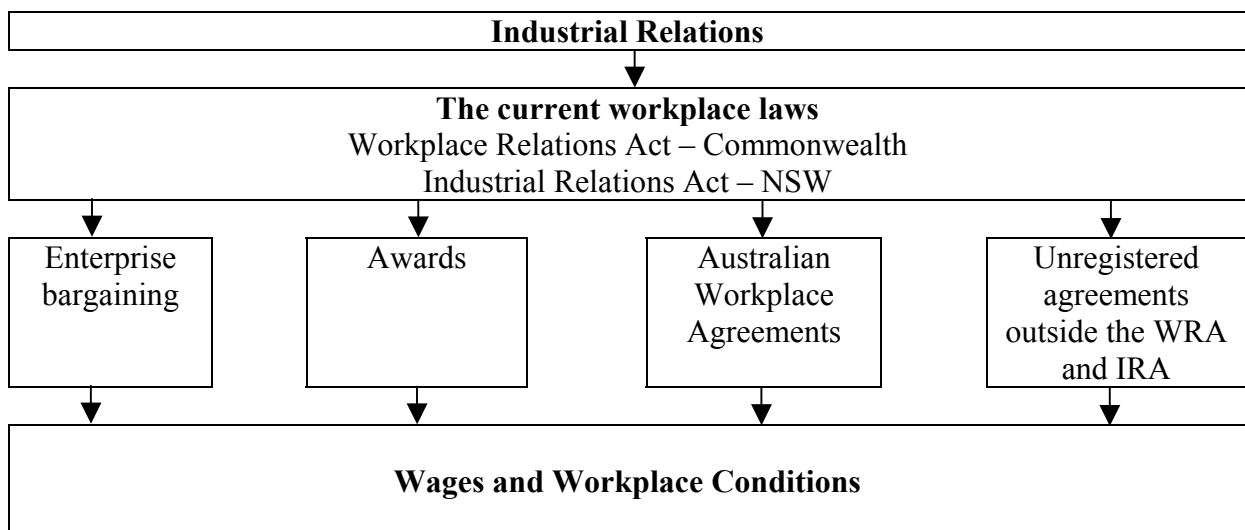 Industrial Relations
The current workplace laws
Workplace Relations Act – Commonwealth
Industrial Relations Act – NSW
Enterprise
bargaining
Awards
Australian
Workplace
Agreements
Unregistered
agreements
outside the WRA
and IRA
Wages and Workplace Conditions